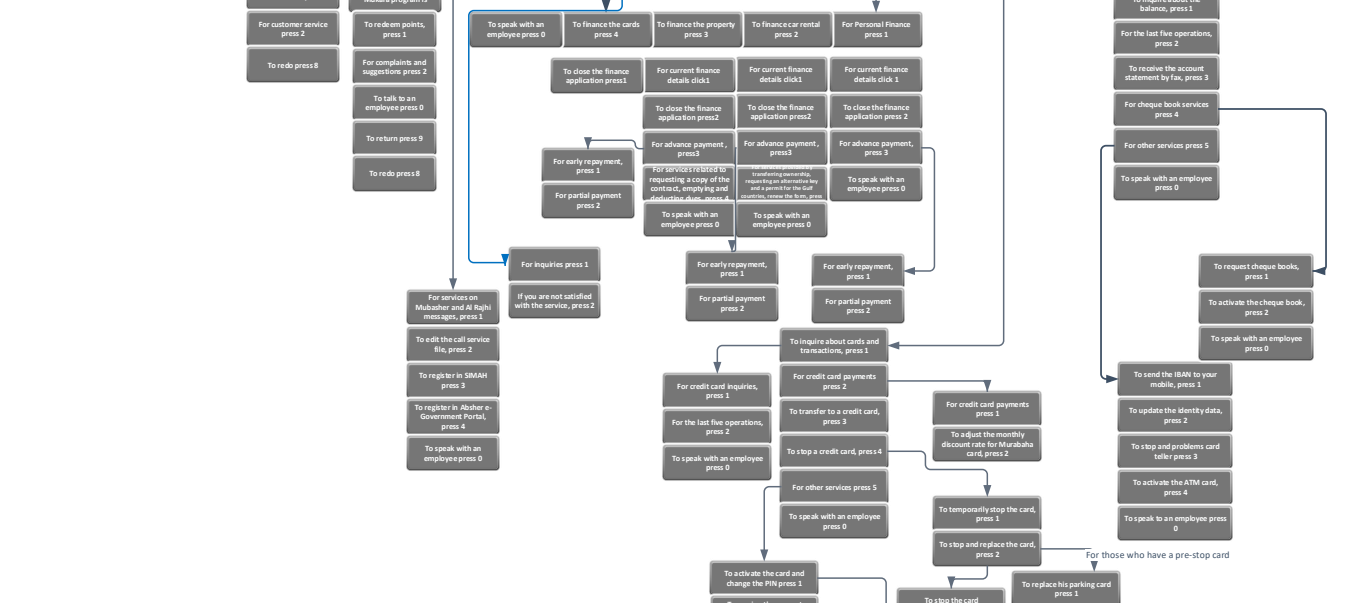 Mokafa program is
For customer service
press 2
To redo press 8
To redeem points,
press 1
For complaints and
suggestions press 2
To talk to an
employee press 0
To return press 9
To redo press 8
To speak with an
employee press 0
To finance the cards
press 4
To finance the property
press 3
To finance car rental
press 2
For Personal Finance
press 1
To close the finance
application press1
For current finance
details click1
For current finance
details click1
For current finance
details click 1
To close the finance
application press2
To close the finance
application press2
To close the finance
application press 2
For advance payment ,
press3
For advance payment ,
press3
For advance payment,
press 3
For early repayment,
press 1
For partial payment
press 2
For services related to
requesting a copy of the
contract, emptying and
deducting dues, press 4
transferring ownership,
requesting an alternative key
and a permit for the Gulf
countries, renew the form, press
To speak with an
employee press 0
To speak with an
employee press 0
To speak with an
employee press 0
For early repayment,
press 1
For partial payment
press 2
For early repayment,
press 1
For partial payment
press 2
For inquiries press 1
If you are not satisfied
with the service, press 2
For services on
Mubasher and Al Rajhi
messages, press 1
To edit the call service
file, press 2
To register in SIMAH
press 3
To register in Absher e-
Government Portal,
press 4
To speak with an
employee press 0
To inquire about cards and
transactions, press 1
For credit card payments
press 2
To transfer to a credit card,
press 3
To stop a credit card, press 4
For other services press 5
To speak with an employee
press 0
For credit card inquiries,
press 1
For the last five operations,
press 2
To speak with an employee
press 0
For credit card payments
press 1
To adjust the monthly
discount rate for Murabaha
card, press 2
To temporarily stop the card,
press 1
To stop and replace the card,
press 2
For those who have a pre-stop card
To replace his parking card
press 1
To stop the card
To activate the card and
change the PIN press 1
To inquire about the
balance, press 1
For the last five operations,
press 2
To receive the account
statement by fax, press 3
For cheque book services
press 4
For other services press 5
To speak with an employee
press 0
To request cheque books,
press 1
To activate the cheque book,
press 2
To speak with an employee
press 0
To send the IBAN to your
mobile, press 1
To update the identity data,
press 2
To stop and problems card
teller press 3
To activate the ATM card,
press 4
To speak to an employee press
0